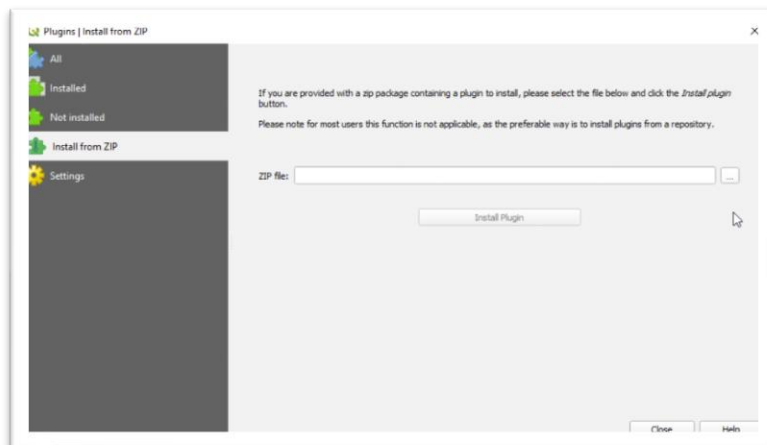 Plugins | Install from ZIP
All
Installed
Not installed
Install from ZIP
Settings
If you are provided with a zip package containing a plugin to install, please select the file below and click the Install plugin
button.
Please note for most users this function is not applicable, as the preferable way is to install plugins from a repository.
ZIP file:
...
Install Plugin
Close Help